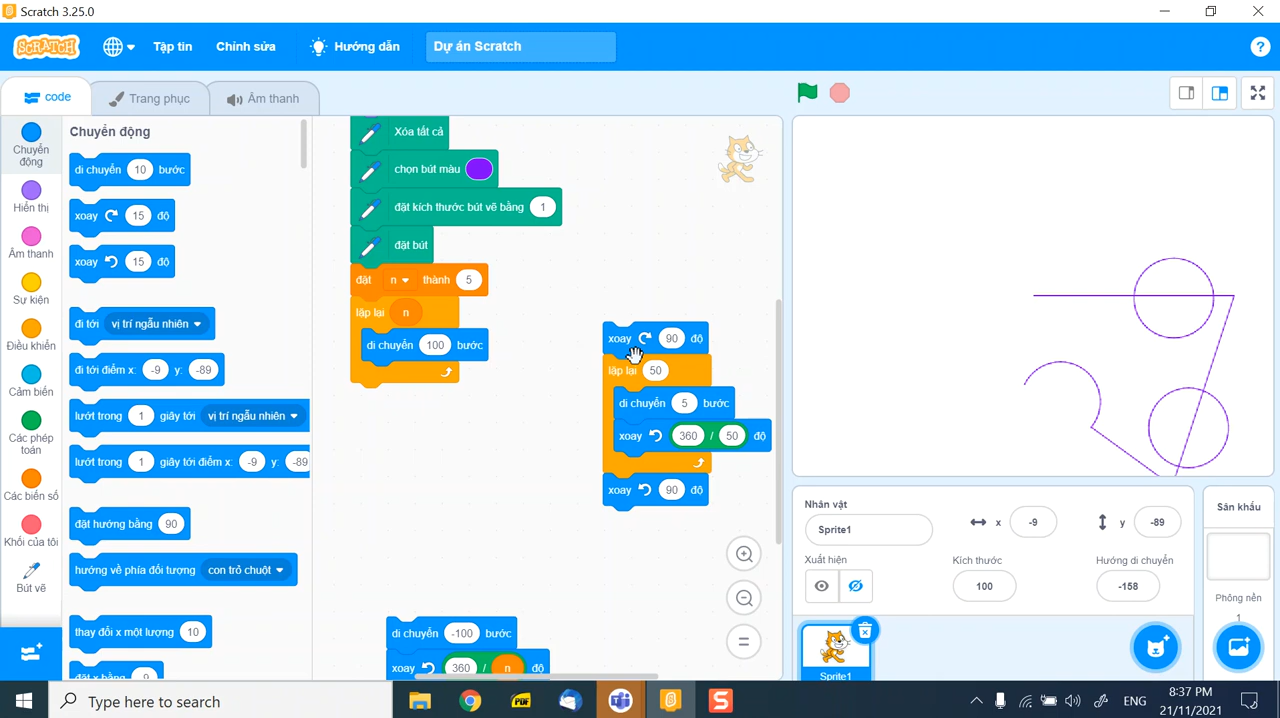 Scratch 3.25.0
SCRATCH
Tập tin
Chính sửa
Hướng dẫn
Dự án Scratch
?
code
Trang phục
Âm thanh
Chuyển động
Hiển thị
Âm thanh
Sự kiện
Điều khiển
Cảm biến
Các phép toán
Các biến số
Khối của tôi
Bút vẽ
Chuyển động
di chuyển 10 bước
xoay 15 độ
xoay 15 độ
đi tới vị trí ngẫu nhiên
đi tới điểm x: -9 y: -89
lướt trong 1 giây tới vị trí ngẫu nhiên
lướt trong 1 giây tới điểm x: -9 y: -89
đặt hướng bằng 90
hướng về phía đối tượng con trỏ chuột
thay đổi x một lượng 10
đặt x bằng -9
Xóa tất cả
chọn bút màu
đặt kích thước bút vẽ bằng 1
đặt bút
đặt n thành 5
lặp lại n
di chuyển 100 bước
xoay 90 độ
lặp lại 50
di chuyển 5 bước
xoay 360 / 50 độ
xoay 90 độ
di chuyển -100 bước
xoay 360 / n độ
Nhân vật
Sprite1
x -9
y -89
Xuất hiện
Kích thước
100
Hướng di chuyển
-158
Sprite1
Sân khấu
Phông nền
1
Type here to search
PDF
S
ENG
8:37 PM
21/11/2021